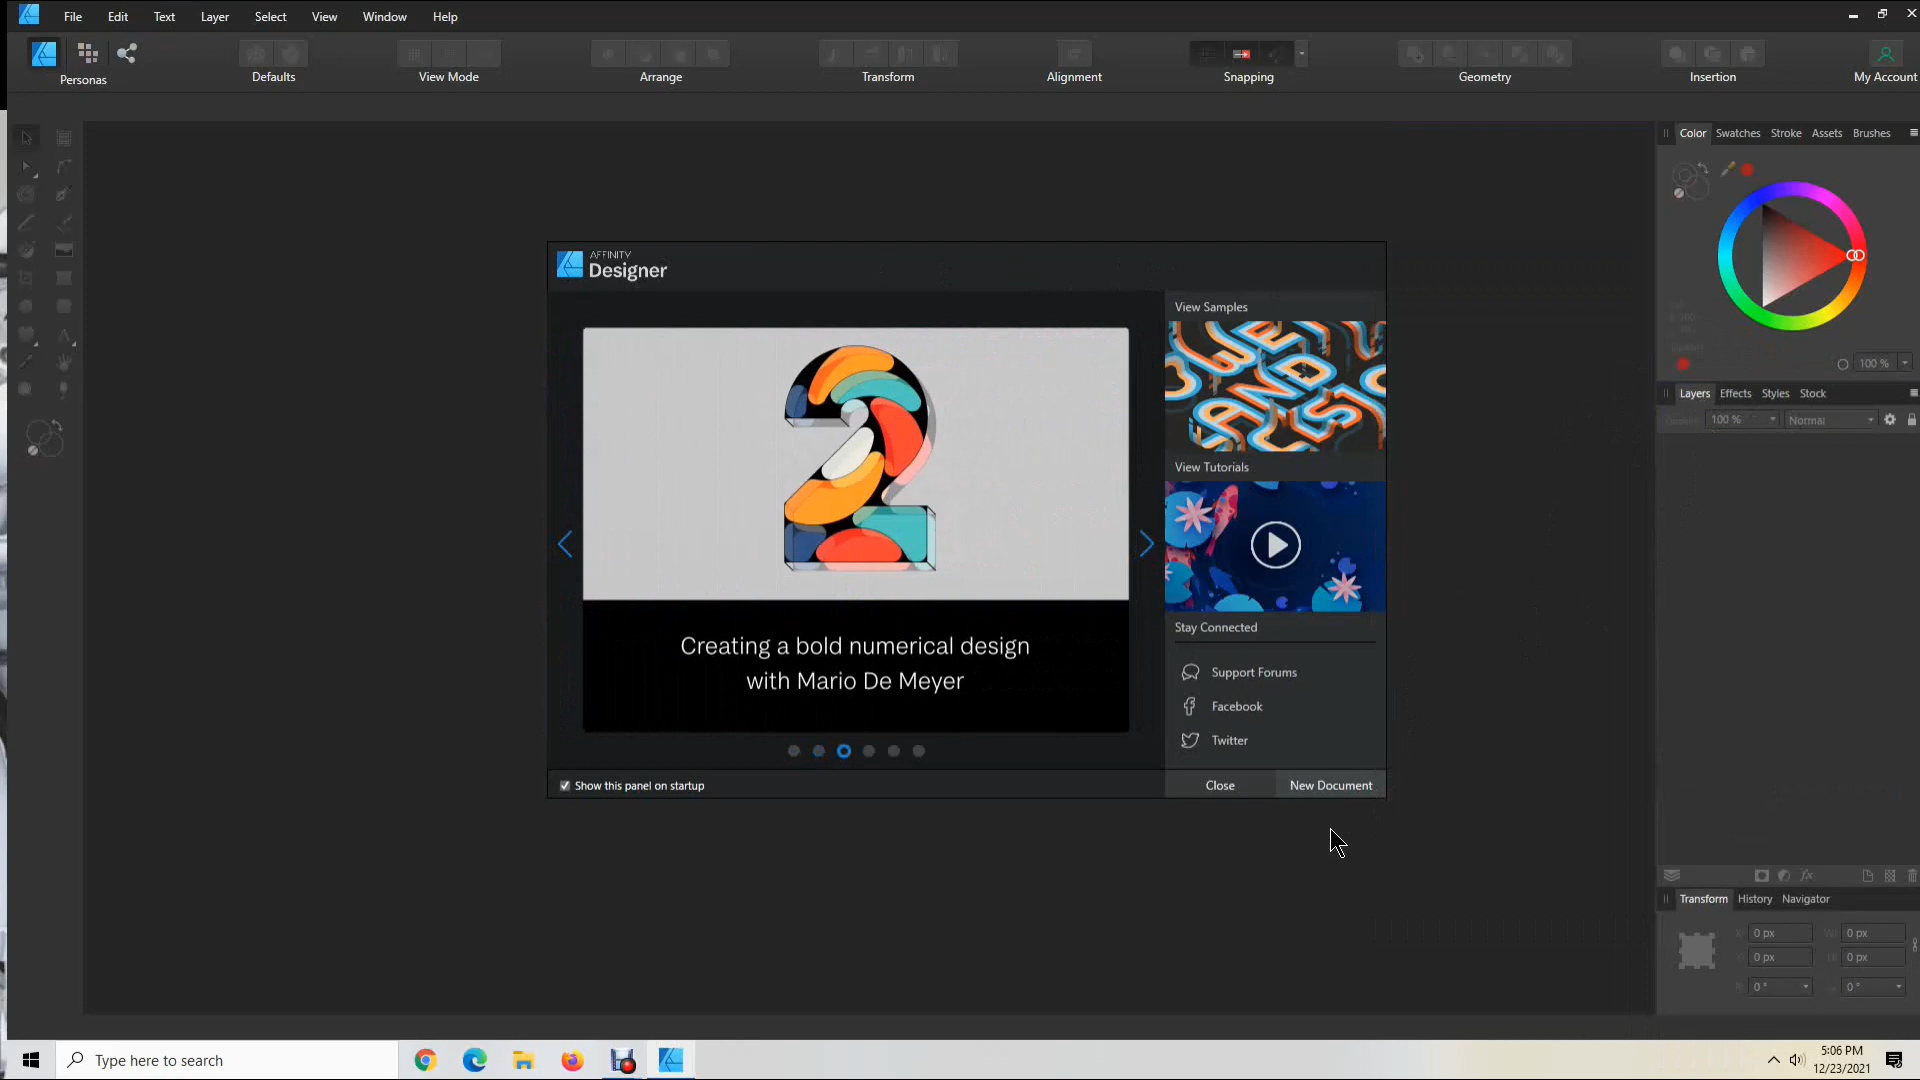 File Edit Text Layer Select View Window Help
Personas Defaults View Mode Arrange Transform Alignment Snapping Geometry Insertion My Account
Color Swatches Stroke Assets Brushes
100 %
Layers Effects Styles Stock
100 % Normal
AFFINITY
Designer
View Samples
View Tutorials
Creating a bold numerical design
with Mario De Meyer
Stay Connected
Support Forums
Facebook
Twitter
Show this panel on startup
Close New Document
Transform History Navigator
0 px 0 px
0 px 0 px
0 ° 0 °
Type here to search
5:06 PM
12/23/2021